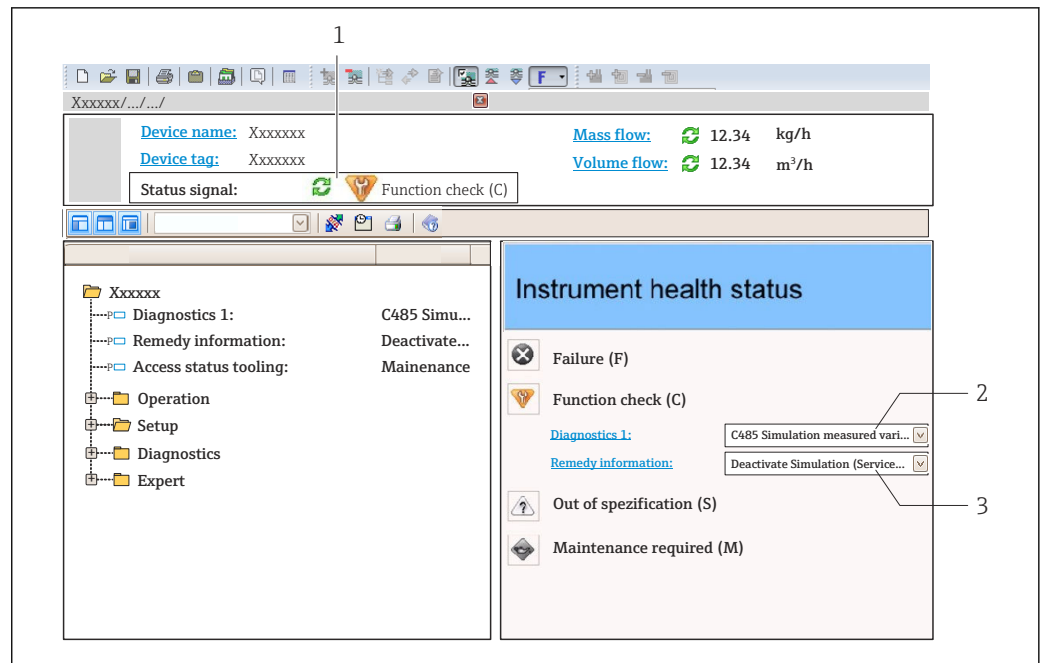 1
F
Xxxxxx/.../.../
Device name: Xxxxxxx
Mass flow: 12.34 kg/h
Device tag: Xxxxxxx
Volume flow: 12.34 m³/h
Status signal: Function check (C)
Xxxxxx
P Diagnostics 1: C485 Simu...
P Remedy information: Deactivate...
P Access status tooling: Mainenance
Operation
Setup
Diagnostics
Expert
Instrument health status
Failure (F)
Function check (C)
Diagnostics 1: C485 Simulation measured vari...
2
Remedy information: Deactivate Simulation (Service...
3
Out of spezification (S)
Maintenance required (M)